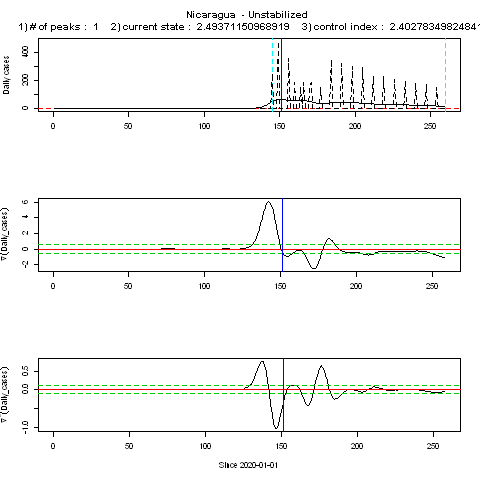 Nicaragua - Unstabilized
1) # of peaks : 1 2) current state : 2.49371150968919 3) control index : 2.4027834982484
Daily cases
0 200 400
0 50 100 150 200 250
∇ (Daily_cases)
-2 0 2 4 6
0 50 100 150 200 250
∇ (Daily_cases)
-1.0 0.0 0.5
0 50 100 150 200 250
Since 2020-01-01